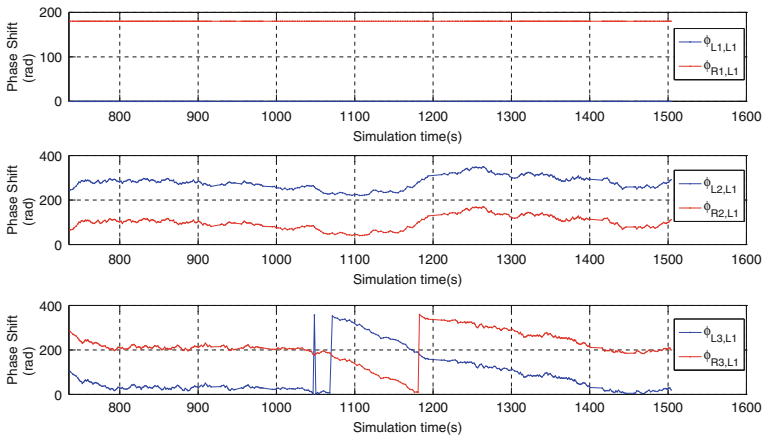 200
100
0
Phase Shift
(rad)
800 900 1000 1100 1200 1300 1400 1500 1600
Simulation time(s)
ϕL1,L1
ϕR1,L1
400
200
0
Phase Shift
(rad)
800 900 1000 1100 1200 1300 1400 1500 1600
Simulation time(s)
ϕL2,L1
ϕR2,L1
400
200
0
Phase Shift
(rad)
800 900 1000 1100 1200 1300 1400 1500 1600
Simulation time(s)
ϕL3,L1
ϕR3,L1